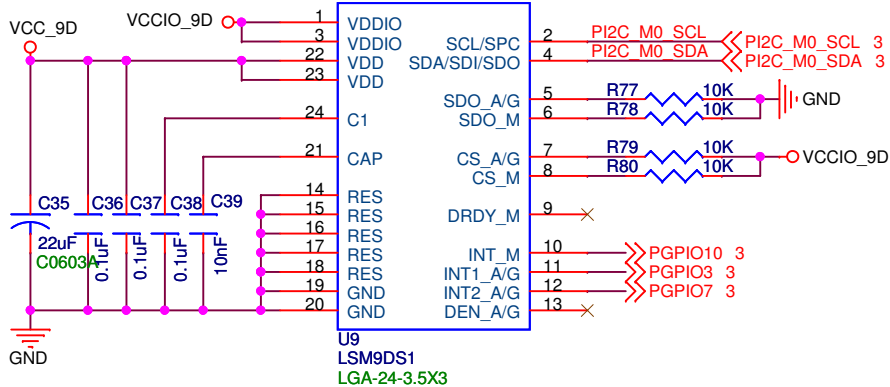 VCC_9D
VCCIO_9D
1 VDDIO
3 VDDIO
22 VDD
23 VDD
24 C1
21 CAP
14 RES
15 RES
16 RES
17 RES
18 RES
19 GND
20 GND
SCL/SPC 2 PI2C_M0_SCL PI2C_M0_SCL 3
SDA/SDI/SDO 4 PI2C_M0_SDA PI2C_M0_SDA 3
SDO_A/G 5 R77 10K GND
SDO_M 6 R78 10K
CS_A/G 7 R79 10K VCCIO_9D
CS_M 8 R80 10K
DRDY_M 9
INT_M 10 PGPIO10 3
INT1_A/G 11 PGPIO3 3
INT2_A/G 12 PGPIO7 3
DEN_A/G 13
C35 C36 C37 C38 C39
22uF
C0603A
0.1uF
0.1uF
0.1uF
10nF
GND
U9
LSM9DS1
LGA-24-3.5X3